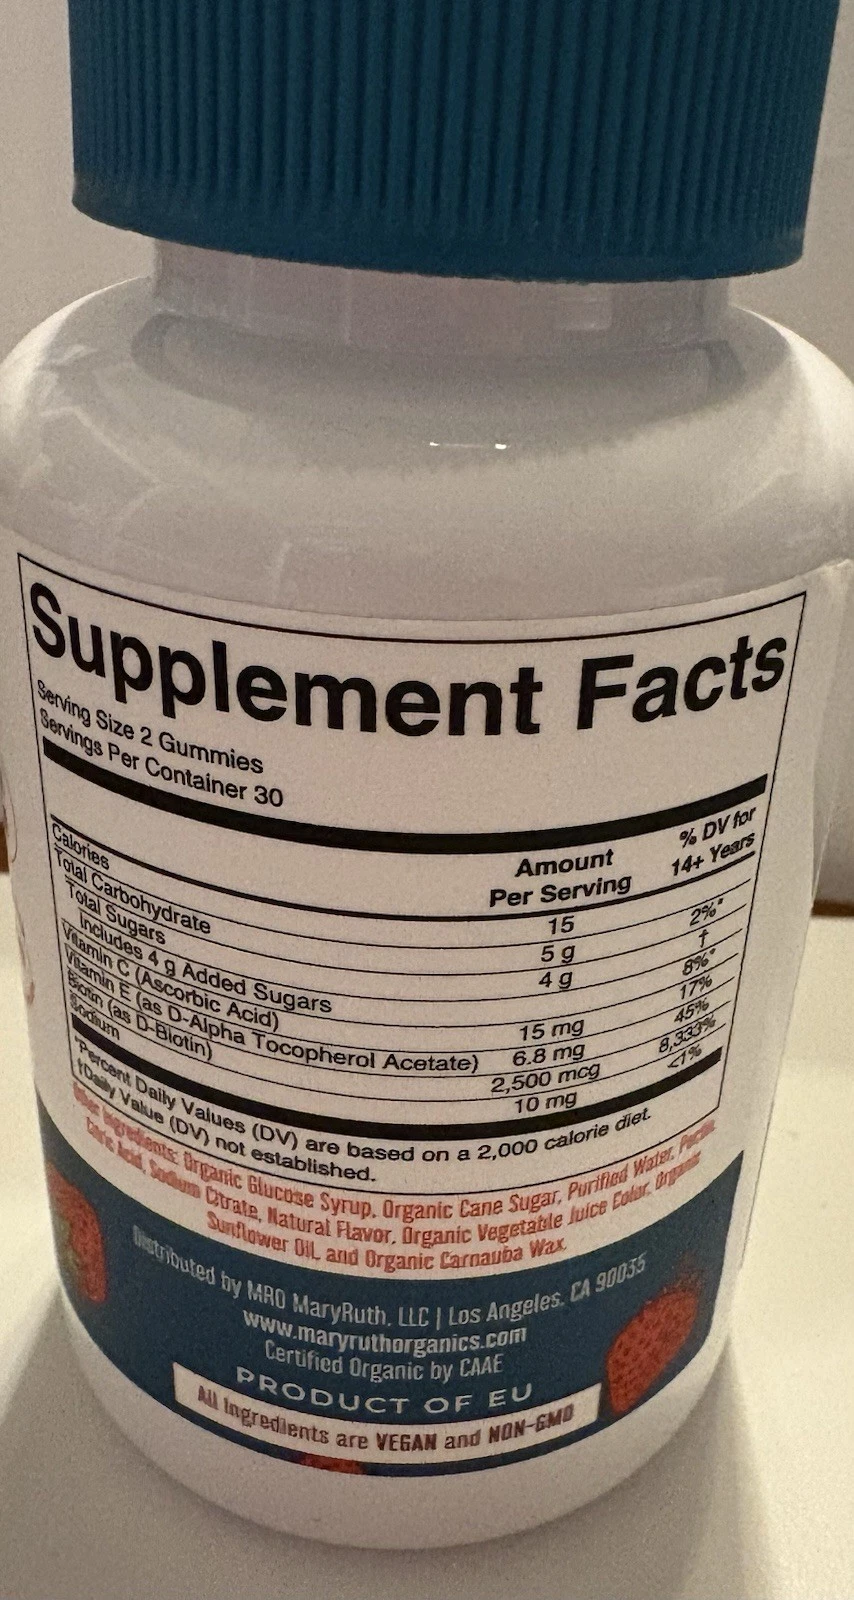 Supplement Facts
Serving Size 2 Gummies
Servings Per Container 30
Amount Per Serving % DV for 14+ Years
Calories 15
Total Carbohydrate 5 g 2%*
Total Sugars 4 g †
Includes 4 g Added Sugars 8%*
Vitamin C (Ascorbic Acid) 15 mg 17%
Vitamin E (as D-Alpha Tocopherol Acetate) 6.8 mg 45%
Biotin (as D-Biotin) 2,500 mcg 8,333%
Sodium 10 mg <1%
*Percent Daily Values (DV) are based on a 2,000 calorie diet.
†Daily Value (DV) not established.
Other Ingredients: Organic Glucose Syrup, Organic Cane Sugar, Purified Water, Pectin,
Citric Acid, Sodium Citrate, Natural Flavor, Organic Vegetable Juice Color, Organic
Sunflower Oil, and Organic Carnauba Wax.
Distributed by MRO MaryRuth, LLC | Los Angeles, CA 90035
www.maryruthorganics.com
Certified Organic by CAAE
PRODUCT OF EU
All Ingredients are VEGAN and NON-GMO